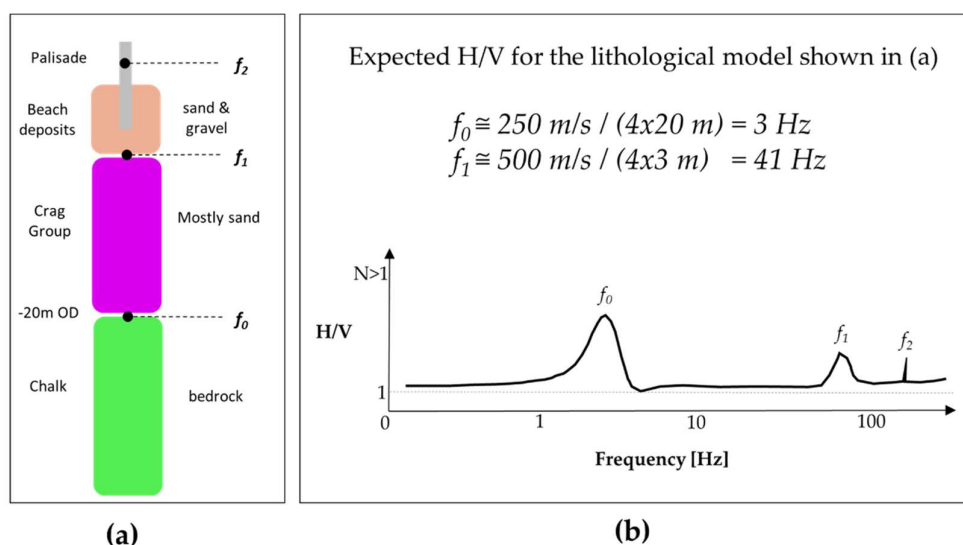 Palisade
f2
Beach deposits
sand & gravel
f1
Crag Group
Mostly sand
-20m OD
f0
Chalk
bedrock
(a)
Expected H/V for the lithological model shown in (a)
f0 ≅ 250 m/s / (4x20 m) = 3 Hz
f1 ≅ 500 m/s / (4x3 m) = 41 Hz
N>1
H/V
1
f0
f1
f2
0 1 10 100
Frequency [Hz]
(b)